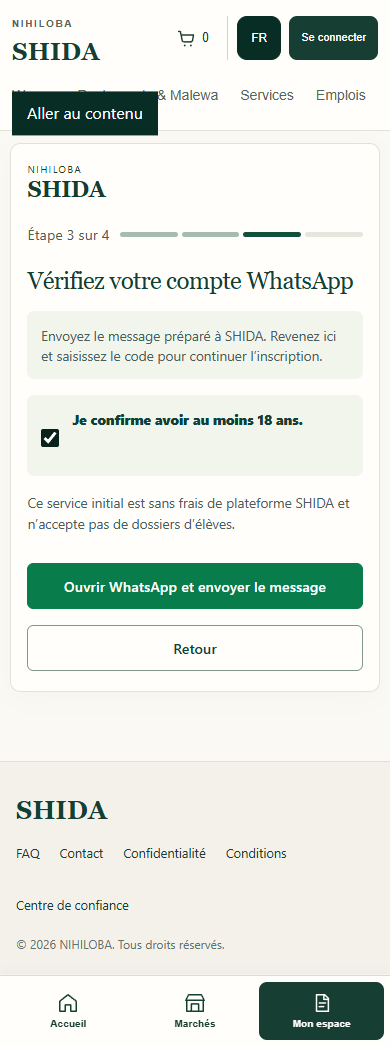 NIHILOBA
SHIDA
0
FR
Se connecter
& Malewa
Services
Emplois
Aller au contenu
NIHILOBA
SHIDA
Étape 3 sur 4
Vérifiez votre compte WhatsApp
Envoyez le message préparé à SHIDA. Revenez ici
et saisissez le code pour continuer l’inscription.
Je confirme avoir au moins 18 ans.
Ce service initial est sans frais de plateforme SHIDA et
n’accepte pas de dossiers d’élèves.
Ouvrir WhatsApp et envoyer le message
Retour
SHIDA
FAQ
Contact
Confidentialité
Conditions
Centre de confiance
© 2026 NIHILOBA. Tous droits réservés.
Accueil
Marchés
Mon espace